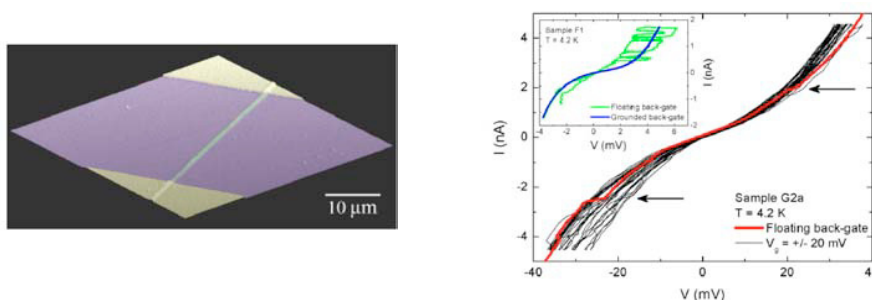 10 µm
Sample F1
T = 4.2 K
Floating back-gate
Grounded back-gate
V (mV)
I (nA)
-4 -2 0 2 4 6
2
1
0
-1
-2
I (nA)
4
2
0
-2
-4
Sample G2a
T = 4.2 K
Floating back-gate
V_g = +/- 20 mV
-40 -20 0 20 40
V (mV)